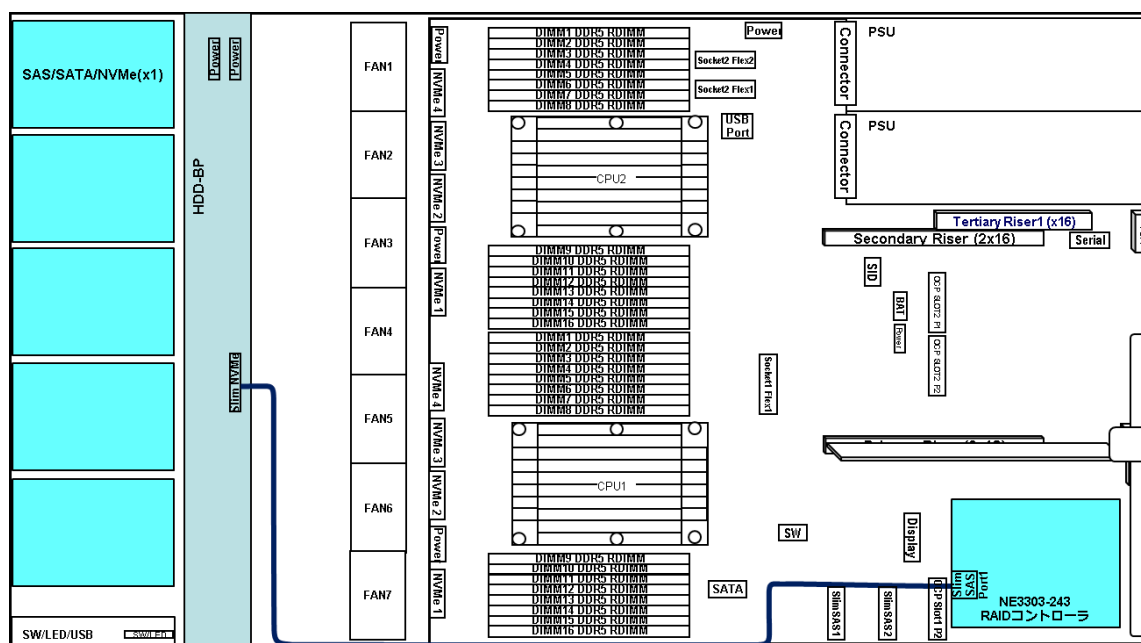 SAS/SATA/NVMe(x1)
Power
Power
HDD-BP
Slim NVMe
SW/LED/USB
SW/LED
FAN1
FAN2
FAN3
FAN4
FAN5
FAN6
FAN7
Power
NVMe 4
NVMe 3
NVMe 2
Power
NVMe 1
NVMe 4
NVMe 3
NVMe 2
Power
NVMe 1
DIMM1 DDR5 RDIMM
DIMM2 DDR5 RDIMM
DIMM3 DDR5 RDIMM
DIMM4 DDR5 RDIMM
DIMM5 DDR5 RDIMM
DIMM6 DDR5 RDIMM
DIMM7 DDR5 RDIMM
DIMM8 DDR5 RDIMM
CPU2
DIMM9 DDR5 RDIMM
DIMM10 DDR5 RDIMM
DIMM11 DDR5 RDIMM
DIMM12 DDR5 RDIMM
DIMM13 DDR5 RDIMM
DIMM14 DDR5 RDIMM
DIMM15 DDR5 RDIMM
DIMM16 DDR5 RDIMM
DIMM1 DDR5 RDIMM
DIMM2 DDR5 RDIMM
DIMM3 DDR5 RDIMM
DIMM4 DDR5 RDIMM
DIMM5 DDR5 RDIMM
DIMM6 DDR5 RDIMM
DIMM7 DDR5 RDIMM
DIMM8 DDR5 RDIMM
CPU1
DIMM9 DDR5 RDIMM
DIMM10 DDR5 RDIMM
DIMM11 DDR5 RDIMM
DIMM12 DDR5 RDIMM
DIMM13 DDR5 RDIMM
DIMM14 DDR5 RDIMM
DIMM15 DDR5 RDIMM
DIMM16 DDR5 RDIMM
Power
Socket2 Flex2
Socket2 Flex1
USB
Port
Connector
PSU
Connector
PSU
Tertiary Riser1 (x16)
Secondary Riser (2x16)
Serial
SID
BAT
Power
OCP SLOT2 P1
OCP SLOT2 P2
Socket1 Flex1
SW
Display
SATA
SlimSAS1
SlimSAS2
OCP Slot1 P2
Slim
SAS
Port1
NE3303-243
RAIDコントローラ